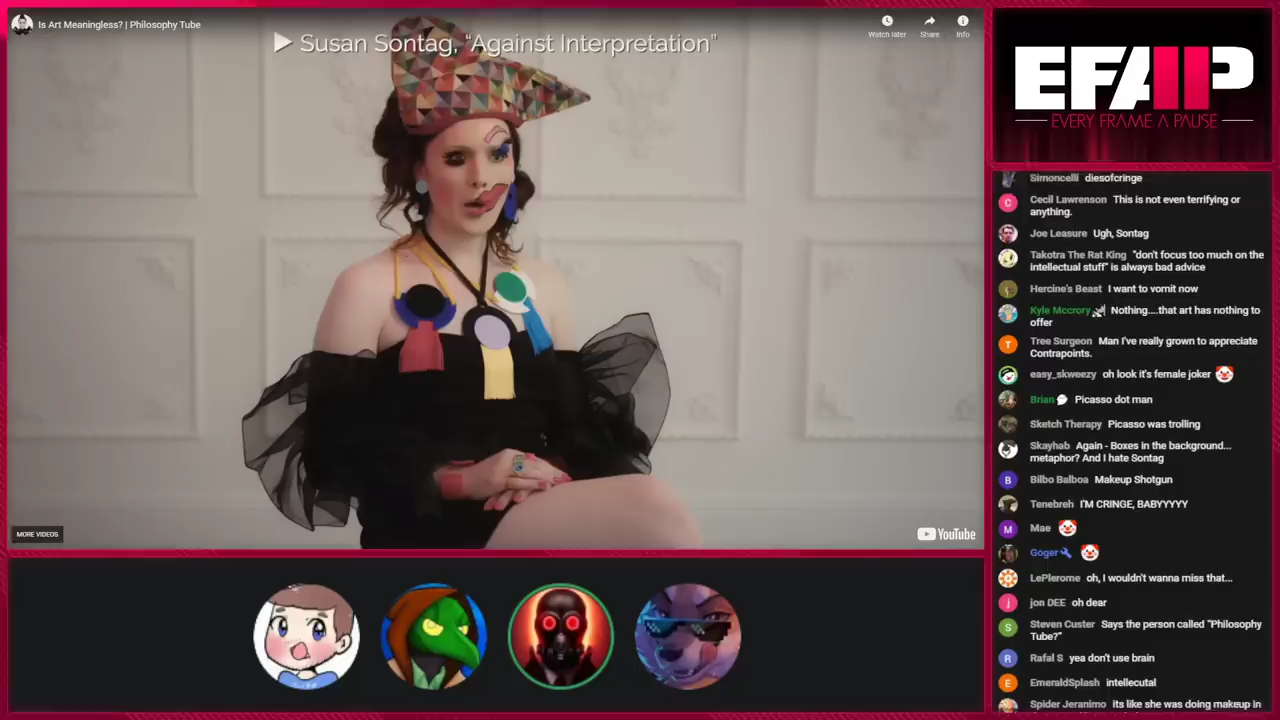 Is Art Meaningless? | Philosophy Tube
Watch later
Share
Info
▶ Susan Sontag, "Against Interpretation"
MORE VIDEOS
YouTube
EFAP
EVERY FRAME A PAUSE
Simoncelli diesofcringe
C
Cecil Lawrenson This is not even terrifying or
anything.
Joe Leasure Ugh, Sontag
Takotra The Rat King "don't focus too much on the
intellectual stuff" is always bad advice
Hercine's Beast I want to vomit now
Kyle Mccrory Nothing....that art has nothing to
offer
T
Tree Surgeon Man I've really grown to appreciate
Contrapoints.
easy_skweezy oh look it's female joker 🤡
Brian Picasso dot man
Sketch Therapy Picasso was trolling
Skayhab Again - Boxes in the background...
metaphor? And I hate Sontag
B
Bilbo Balboa Makeup Shotgun
Tenebreh I'M CRINGE, BABYYYY
M
Mae 🤡
Goger 🤡
LePlerome oh, I wouldn't wanna miss that...
j
jon DEE oh dear
S
Steven Custer Says the person called "Philosophy
Tube?"
R
Rafal S yea don't use brain
E
EmeraldSplash intellecutal
Spider Jeranimo Its like she was doing makeup in